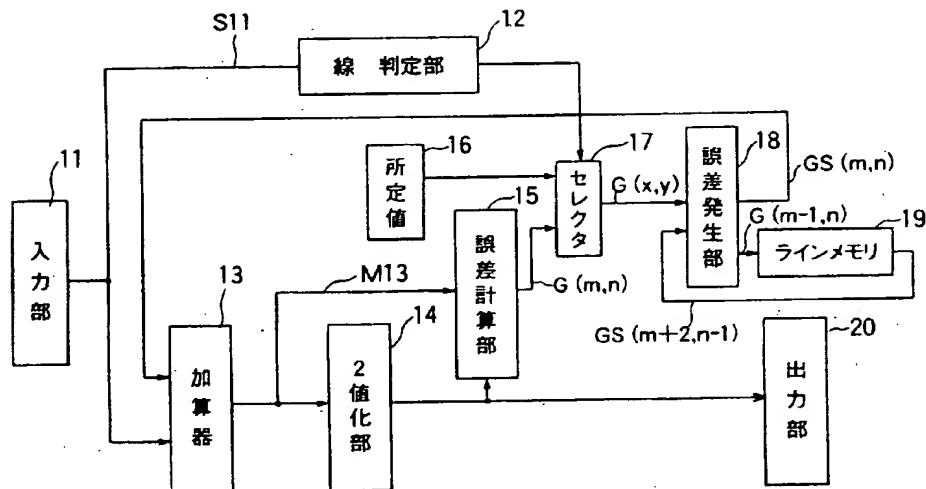 S11
12
線 判定部
11
入力部
16
所定値
17
セレクタ
18
誤差発生部
GS(m,n)
G(x,y)
15
誤差計算部
G(m-1,n)
19
ラインメモリ
G(m,n)
GS(m+2,n-1)
13
加算器
M13
14
2値化部
20
出力部